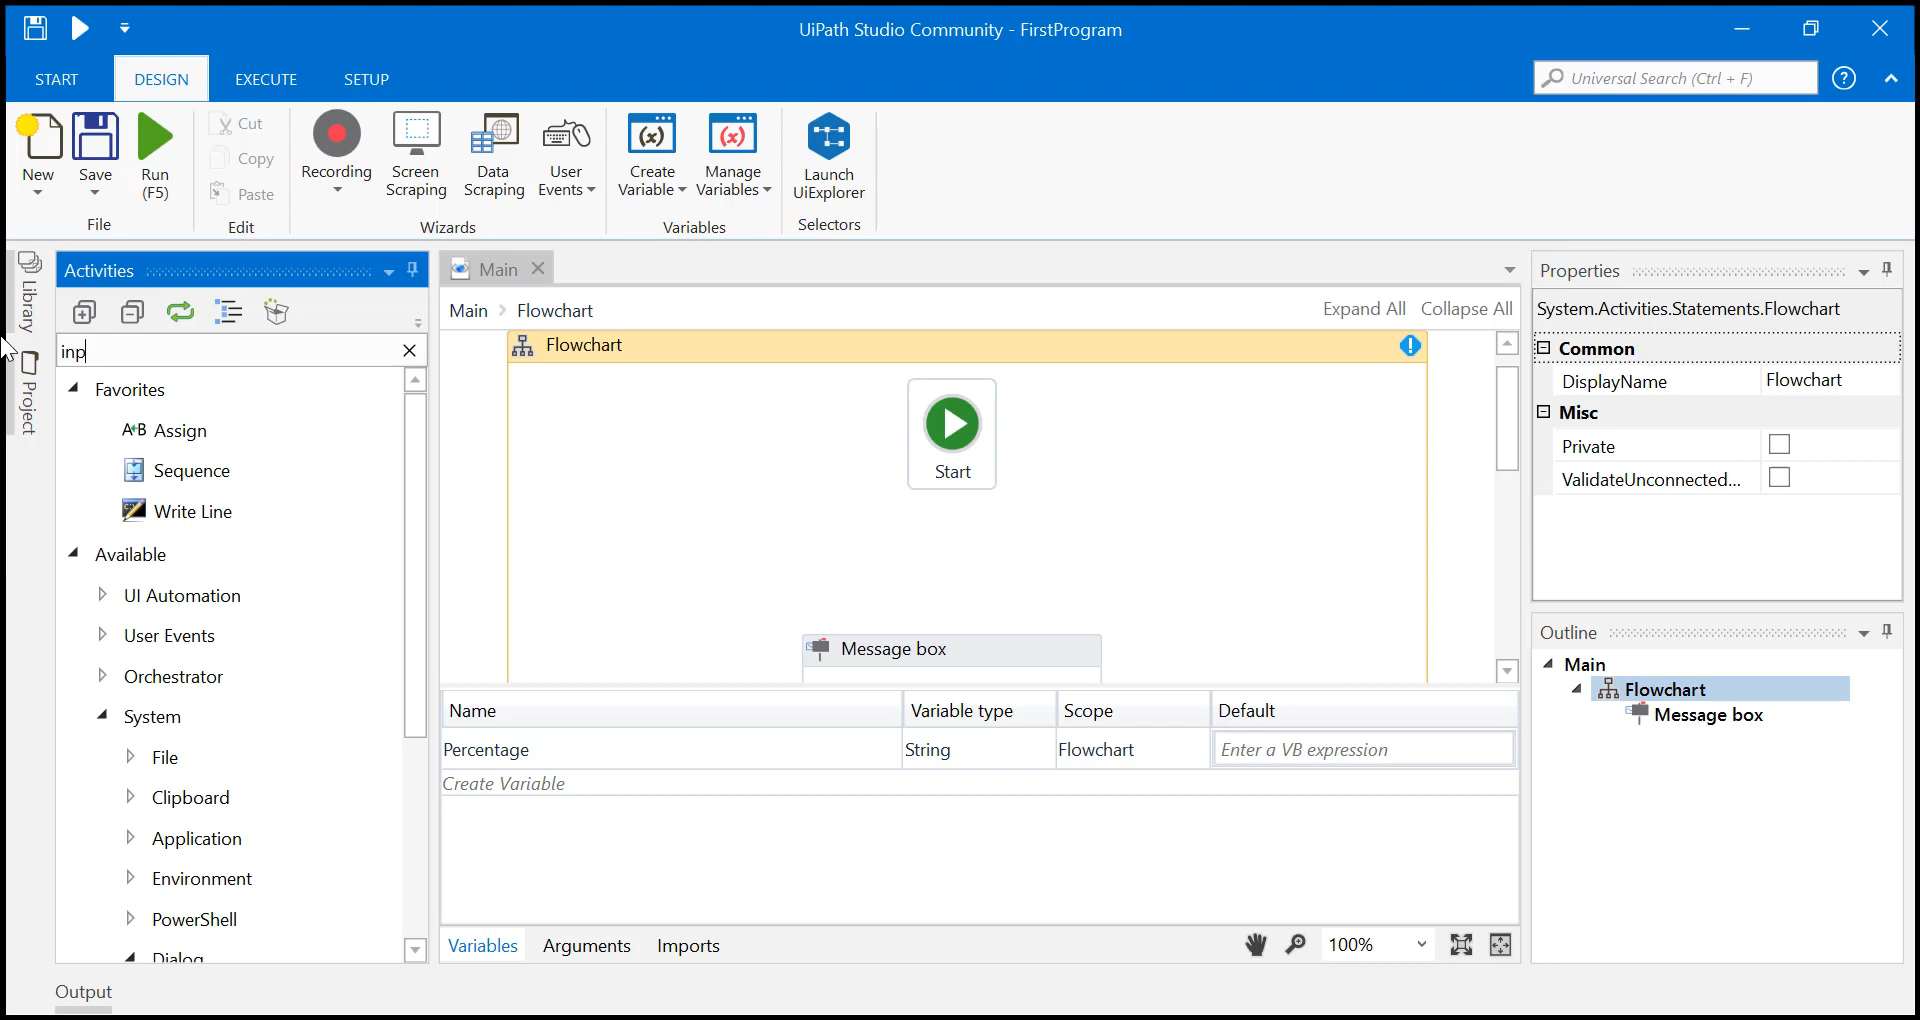 UiPath Studio Community - FirstProgram
START DESIGN EXECUTE SETUP
Universal Search (Ctrl + F)
New
Save
Run
(F5)
File
Cut
Copy
Paste
Edit
Recording
Screen
Scraping
Data
Scraping
User
Events
Wizards
Create
Variable
Manage
Variables
Variables
Launch
UiExplorer
Selectors
Library
Project
Activities
inp
Favorites
A+B Assign
Sequence
Write Line
Available
UI Automation
User Events
Orchestrator
System
File
Clipboard
Application
Environment
PowerShell
Dialog
Main
Main Flowchart
Expand All Collapse All
Flowchart
Start
Message box
Name Variable type Scope Default
Percentage String Flowchart Enter a VB expression
Create Variable
Variables Arguments Imports
100%
Properties
System.Activities.Statements.Flowchart
Common
DisplayName Flowchart
Misc
Private
ValidateUnconnected...
Outline
Main
Flowchart
Message box
Output